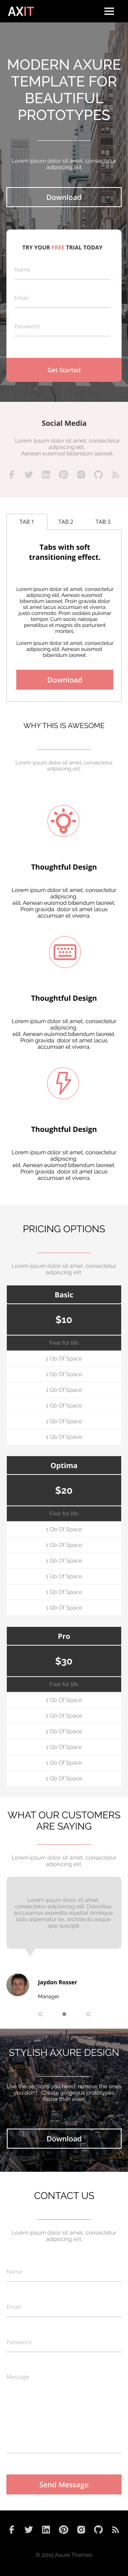 AXIT
MODERN AXURE
TEMPLATE FOR
BEAUTIFUL
PROTOTYPES
Lorem ipsum dolor sit amet, consectetur
adipiscing elit.
Download
TRY YOUR FREE TRIAL TODAY
Name
Email
Password
Get Started
Social Media
Lorem ipsum dolor sit amet, consectetur
adipiscing elit.
Aenean euismod bibendum laoreet.
TAB 1
TAB 2
TAB 3
Tabs with soft
transitioning effect.
Lorem ipsum dolor sit amet, consectetur
adipiscing elit. Aenean euismod
bibendum laoreet. Proin gravida dolor
sit amet lacus accumsan et viverra
justo commodo. Proin sodales pulvinar
tempor. Cum sociis natoque
penatibus et magnis dis parturient
montes.
Lorem ipsum dolor sit amet, consectetur
adipiscing elit. Aenean euismod
bibendum laoreet.
Download
WHY THIS IS AWESOME
Lorem ipsum dolor sit amet, consectetur
adipiscing elit.
Thoughtful Design
Lorem ipsum dolor sit amet, consectetur
adipiscing
elit. Aenean euismod bibendum laoreet.
Proin gravida dolor sit amet lacus
accumsan et viverra.
Thoughtful Design
Lorem ipsum dolor sit amet, consectetur
adipiscing
elit. Aenean euismod bibendum laoreet.
Proin gravida dolor sit amet lacus
accumsan et viverra.
Thoughtful Design
Lorem ipsum dolor sit amet, consectetur
adipiscing
elit. Aenean euismod bibendum laoreet.
Proin gravida dolor sit amet lacus
accumsan et viverra.
PRICING OPTIONS
Lorem ipsum dolor sit amet, consectetur
adipiscing elit.
Basic
$10
Free for life
1 Gb Of Space
1 Gb Of Space
1 Gb Of Space
1 Gb Of Space
1 Gb Of Space
1 Gb Of Space
Optima
$20
Free for life
1 Gb Of Space
1 Gb Of Space
1 Gb Of Space
1 Gb Of Space
1 Gb Of Space
1 Gb Of Space
Pro
$30
Free for life
1 Gb Of Space
1 Gb Of Space
1 Gb Of Space
1 Gb Of Space
1 Gb Of Space
1 Gb Of Space
WHAT OUR CUSTOMERS
ARE SAYING
Lorem ipsum dolor sit amet, consectetur
adipiscing elit.
Lorem ipsum dolor sit amet,
consectetur adipisicing elit. Doloribus
accusamus expedita repellat similique
odio aspernatur ex, architecto eaque
quis suscipit.
Jaydon Rosser
Manager
STYLISH AXURE DESIGN
Use the sections you need, remove the ones
you don't. Create gorgeous prototypes
faster than ever!
Download
CONTACT US
Lorem ipsum dolor sit amet, consectetur
adipiscing elit.
Name
Email
Password
Message
Send Message
© 2015 Axure Themes